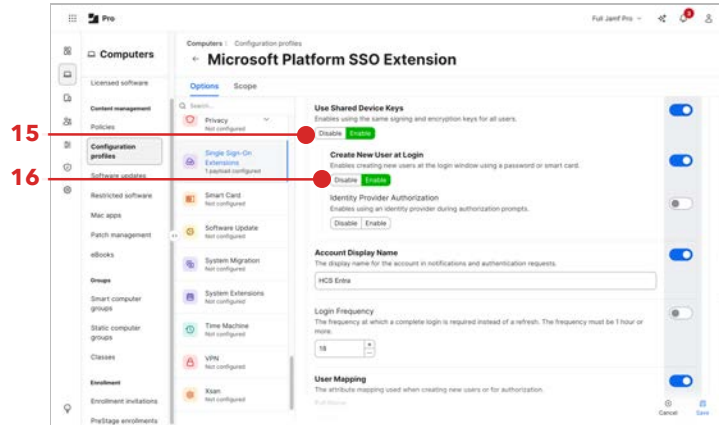 Pro
Full Jamf Pro
3
Computers
Computers : Configuration profiles
← Microsoft Platform SSO Extension
Options Scope
Licensed software
Content management
Policies
Configuration profiles
Software updates
Restricted software
Mac apps
Patch management
eBooks
Groups
Smart computer groups
Static computer groups
Classes
Enrollment
Enrollment invitations
PreStage enrollments
Search...
Privacy
Not configured
Single Sign-On Extensions
1 payload configured
Smart Card
Not configured
Software Update
Not configured
System Migration
Not configured
System Extensions
Not configured
Time Machine
Not configured
VPN
Not configured
Xsan
Not configured
Use Shared Device Keys
Enables using the same signing and encryption keys for all users.
15
Disable Enable
Create New User at Login
Enables creating new users at the login window using a password or smart card.
16
Disable Enable
Identity Provider Authorization
Enables using an identity provider during authorization prompts.
Disable Enable
Account Display Name
The display name for the account in notifications and authentication requests.
HCS Entra
Login Frequency
The frequency at which a complete login is required instead of a refresh. The frequency must be 1 hour or more.
18
User Mapping
The attribute mapping used when creating new users or for authorization.
Cancel Save